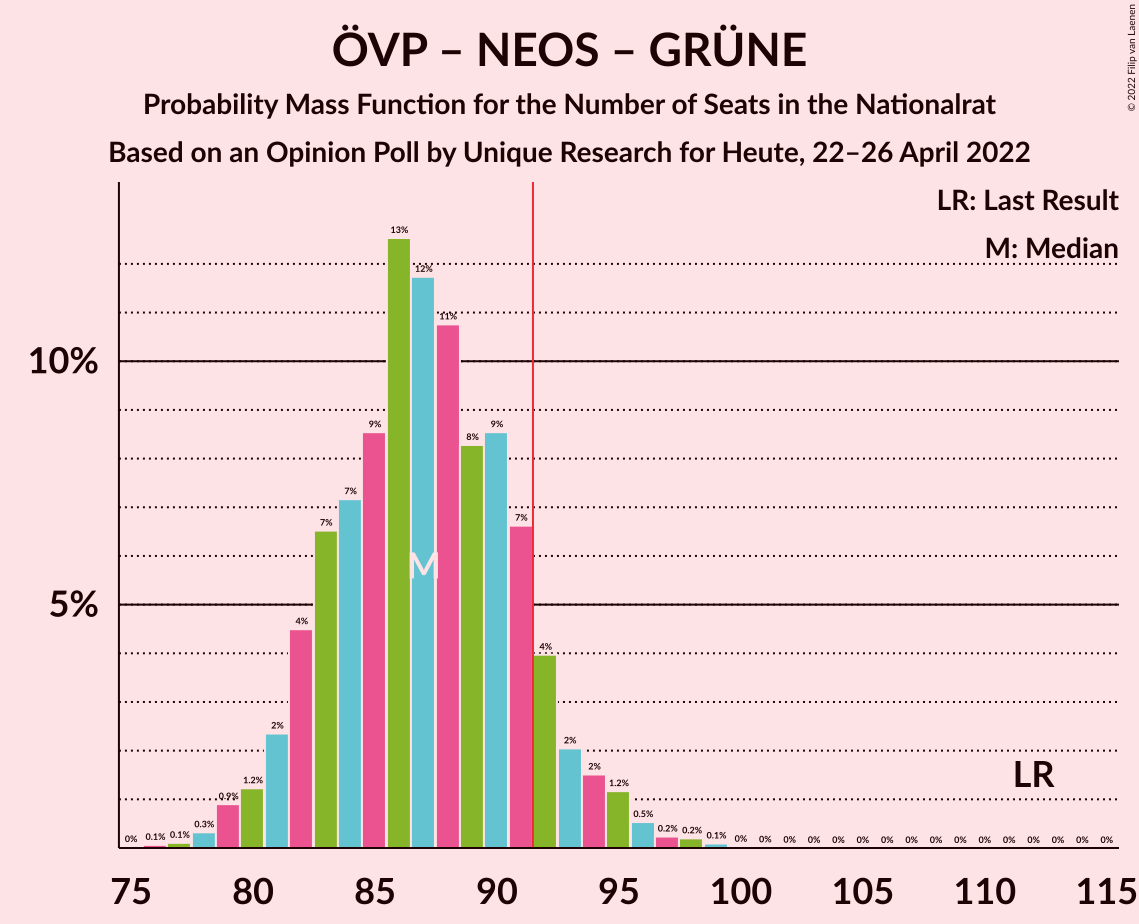 ÖVP – NEOS – GRÜNE
Probability Mass Function for the Number of Seats in the Nationalrat
Based on an Opinion Poll by Unique Research for Heute, 22–26 April 2022
© 2022 Filip van Laenen
LR: Last Result
M: Median
10%
5%
0% 0.1% 0.1% 0.3% 0.9% 1.2% 2% 4% 7% 7% 9% 13% 12% 11% 8% 9% 7% 4% 2% 2% 1.2% 0.5% 0.2% 0.2% 0.1% 0% 0% 0% 0% 0% 0% 0% 0% 0% 0% 0% 0% 0% 0% 0% 0%
M
LR
75 80 85 90 95 100 105 110 115